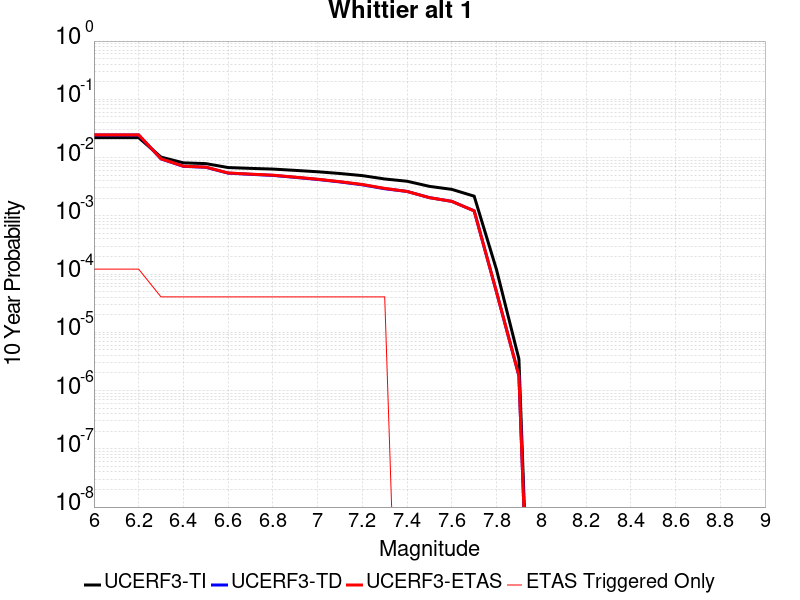 Whittier alt 1
10^0
10^-1
10^-2
10^-3
10^-4
10^-5
10^-6
10^-7
10^-8
10 Year Probability
6 6.2 6.4 6.6 6.8 7 7.2 7.4 7.6 7.8 8 8.2 8.4 8.6 8.8 9
Magnitude
UCERF3-TI UCERF3-TD UCERF3-ETAS ETAS Triggered Only